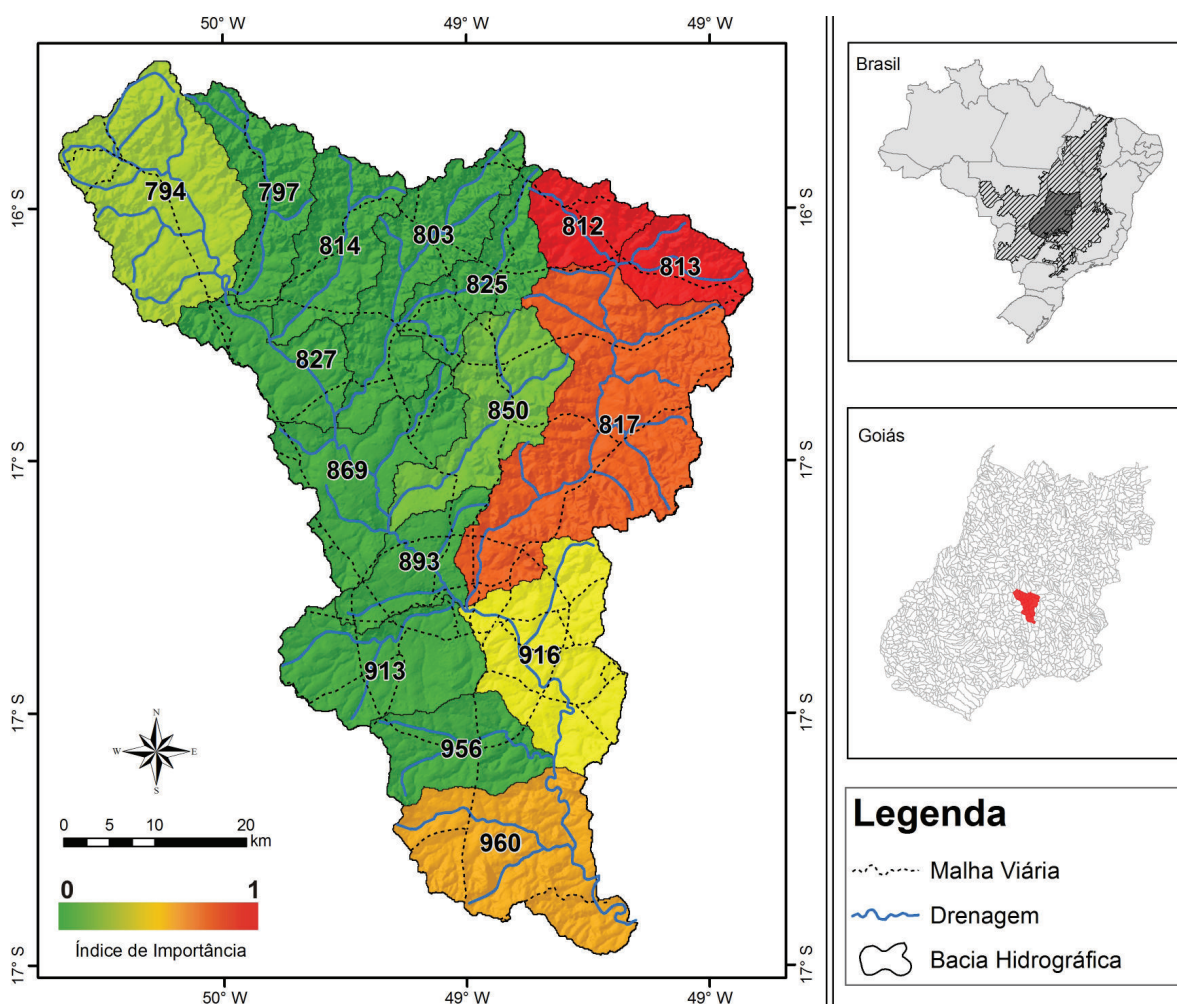 50° W
49° W
49° W
16° S
17° S
17° S
17° S
16° S
17° S
17° S
17° S
794
797
814
803
812
813
825
827
850
817
869
893
913
916
956
960
N
W
E
S
0
5
10
20
km
0
1
Índice de Importância
50° W
49° W
49° W
Brasil
Goiás
Legenda
Malha Viária
Drenagem
Bacia Hidrográfica